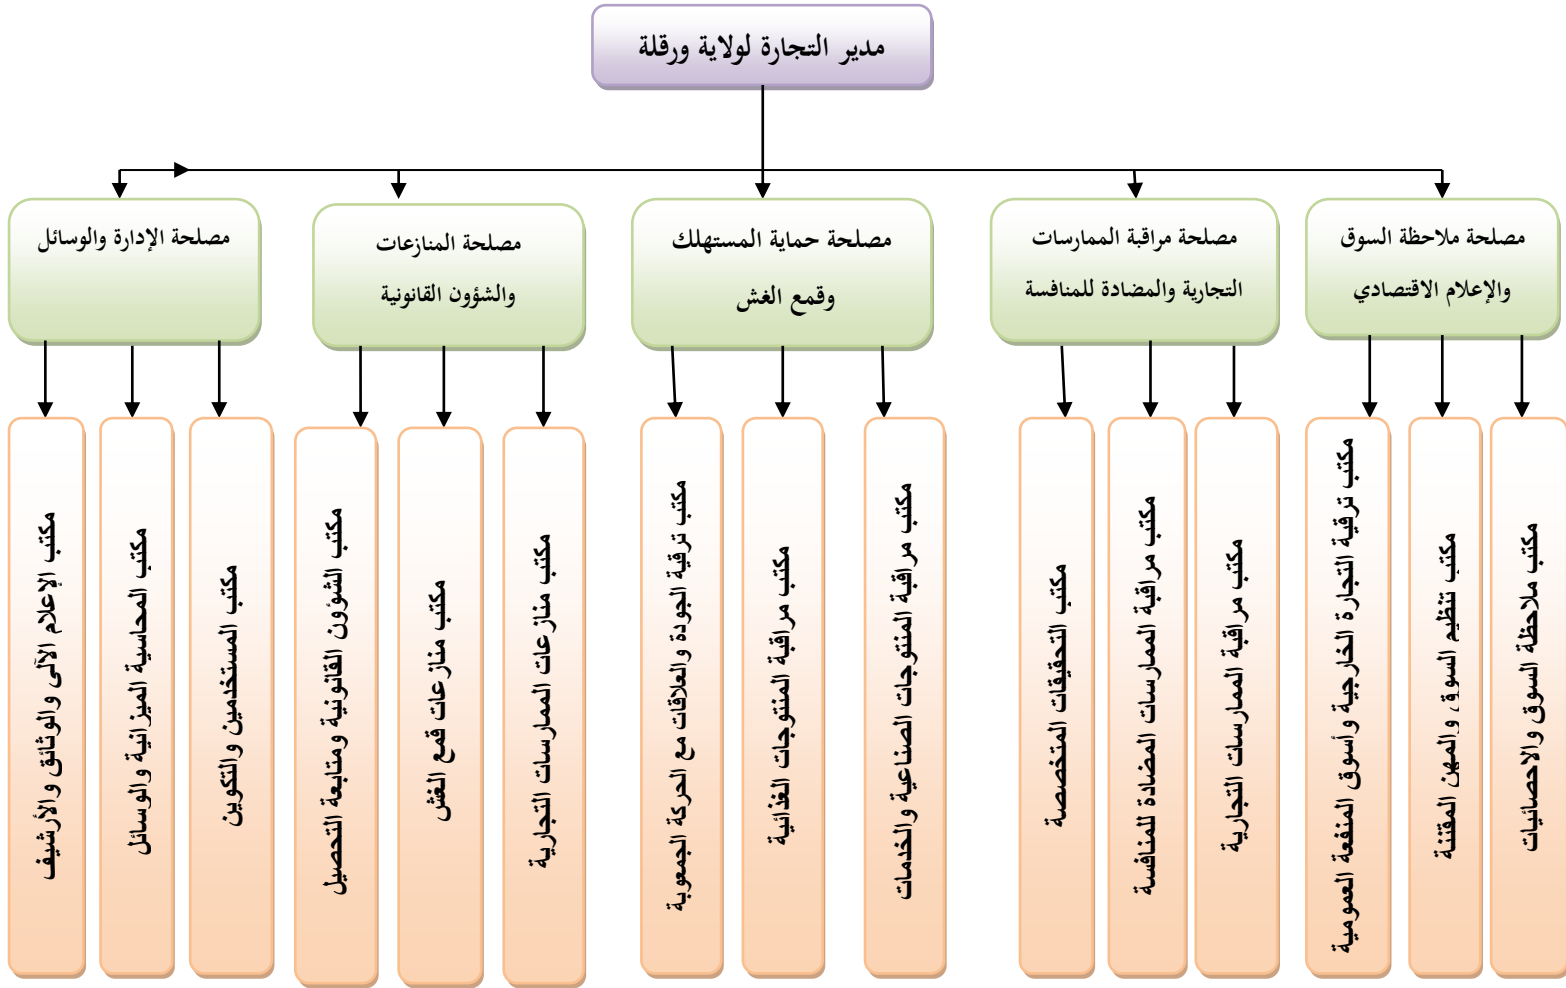 مدير التجارة لولاية ورقلة
مصلحة ملاحظة السوق
والإعلام الاقتصادي
مصلحة مراقبة الممارسات
التجارية والمضادة للمنافسة
مصلحة حماية المستهلك
وقمع الغش
مصلحة المنازعات
والشؤون القانونية
مصلحة الإدارة والوسائل
مكتب ملاحظة السوق والاحصائيات
مكتب تنظيم السوق والمهن المقننة
مكتب ترقية التجارة الخارجية وأسوق المنفعة العمومية
مكتب مراقبة الممارسات التجارية
مكتب مراقبة الممارسات المضادة للمنافسة
مكتب التحقيقات المتخصصة
مكتب مراقبة المنتوجات الصناعية والخدمات
مكتب مراقبة المنتوجات الغذائية
مكتب ترقية الجودة والعلاقات مع الحركة الجمعوية
مكتب منازعات الممارسات التجارية
مكتب منازعات قمع الغش
مكتب الشؤون القانونية ومتابعة التحصيل
مكتب المستخدمين والتكوين
مكتب المحاسبة الميزانية والوسائل
مكتب الإعلام الآلي والوثائق والأرشيف